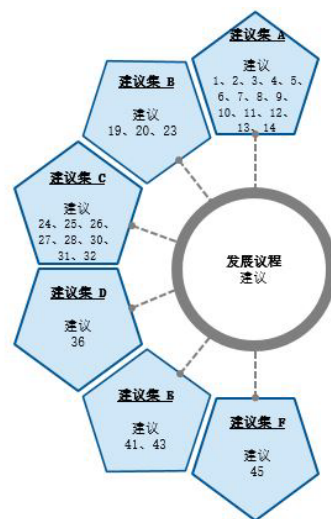 建议集 A
建议
1、2、3、4、5、
6、7、8、9、
10、11、12、
13、14
建议集 B
建议
19、20、23
建议集 C
建议
24、25、26、
27、28、30、
31、32
发展议程
建议
建议集 D
建议
36
建议集 E
建议
41、43
建议集 F
建议
45